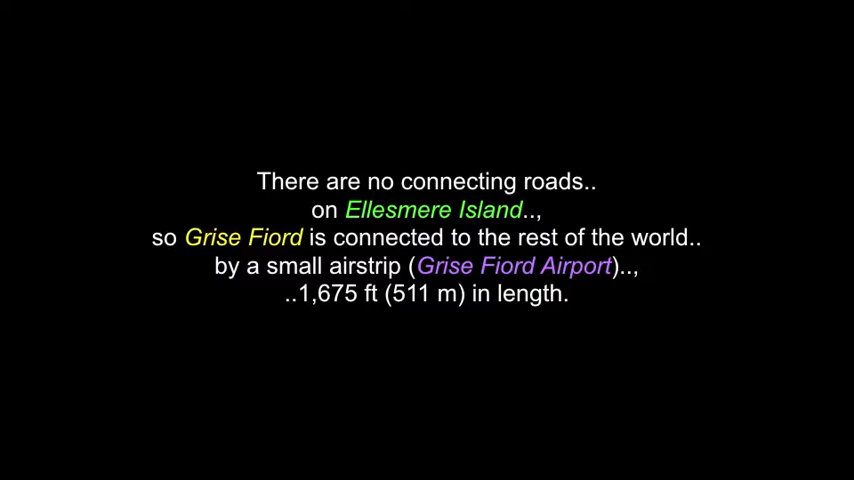 There are no connecting roads..
on Ellesmere Island..,
so Grise Fiord is connected to the rest of the world..
by a small airstrip (Grise Fiord Airport)..,
..1,675 ft (511 m) in length.